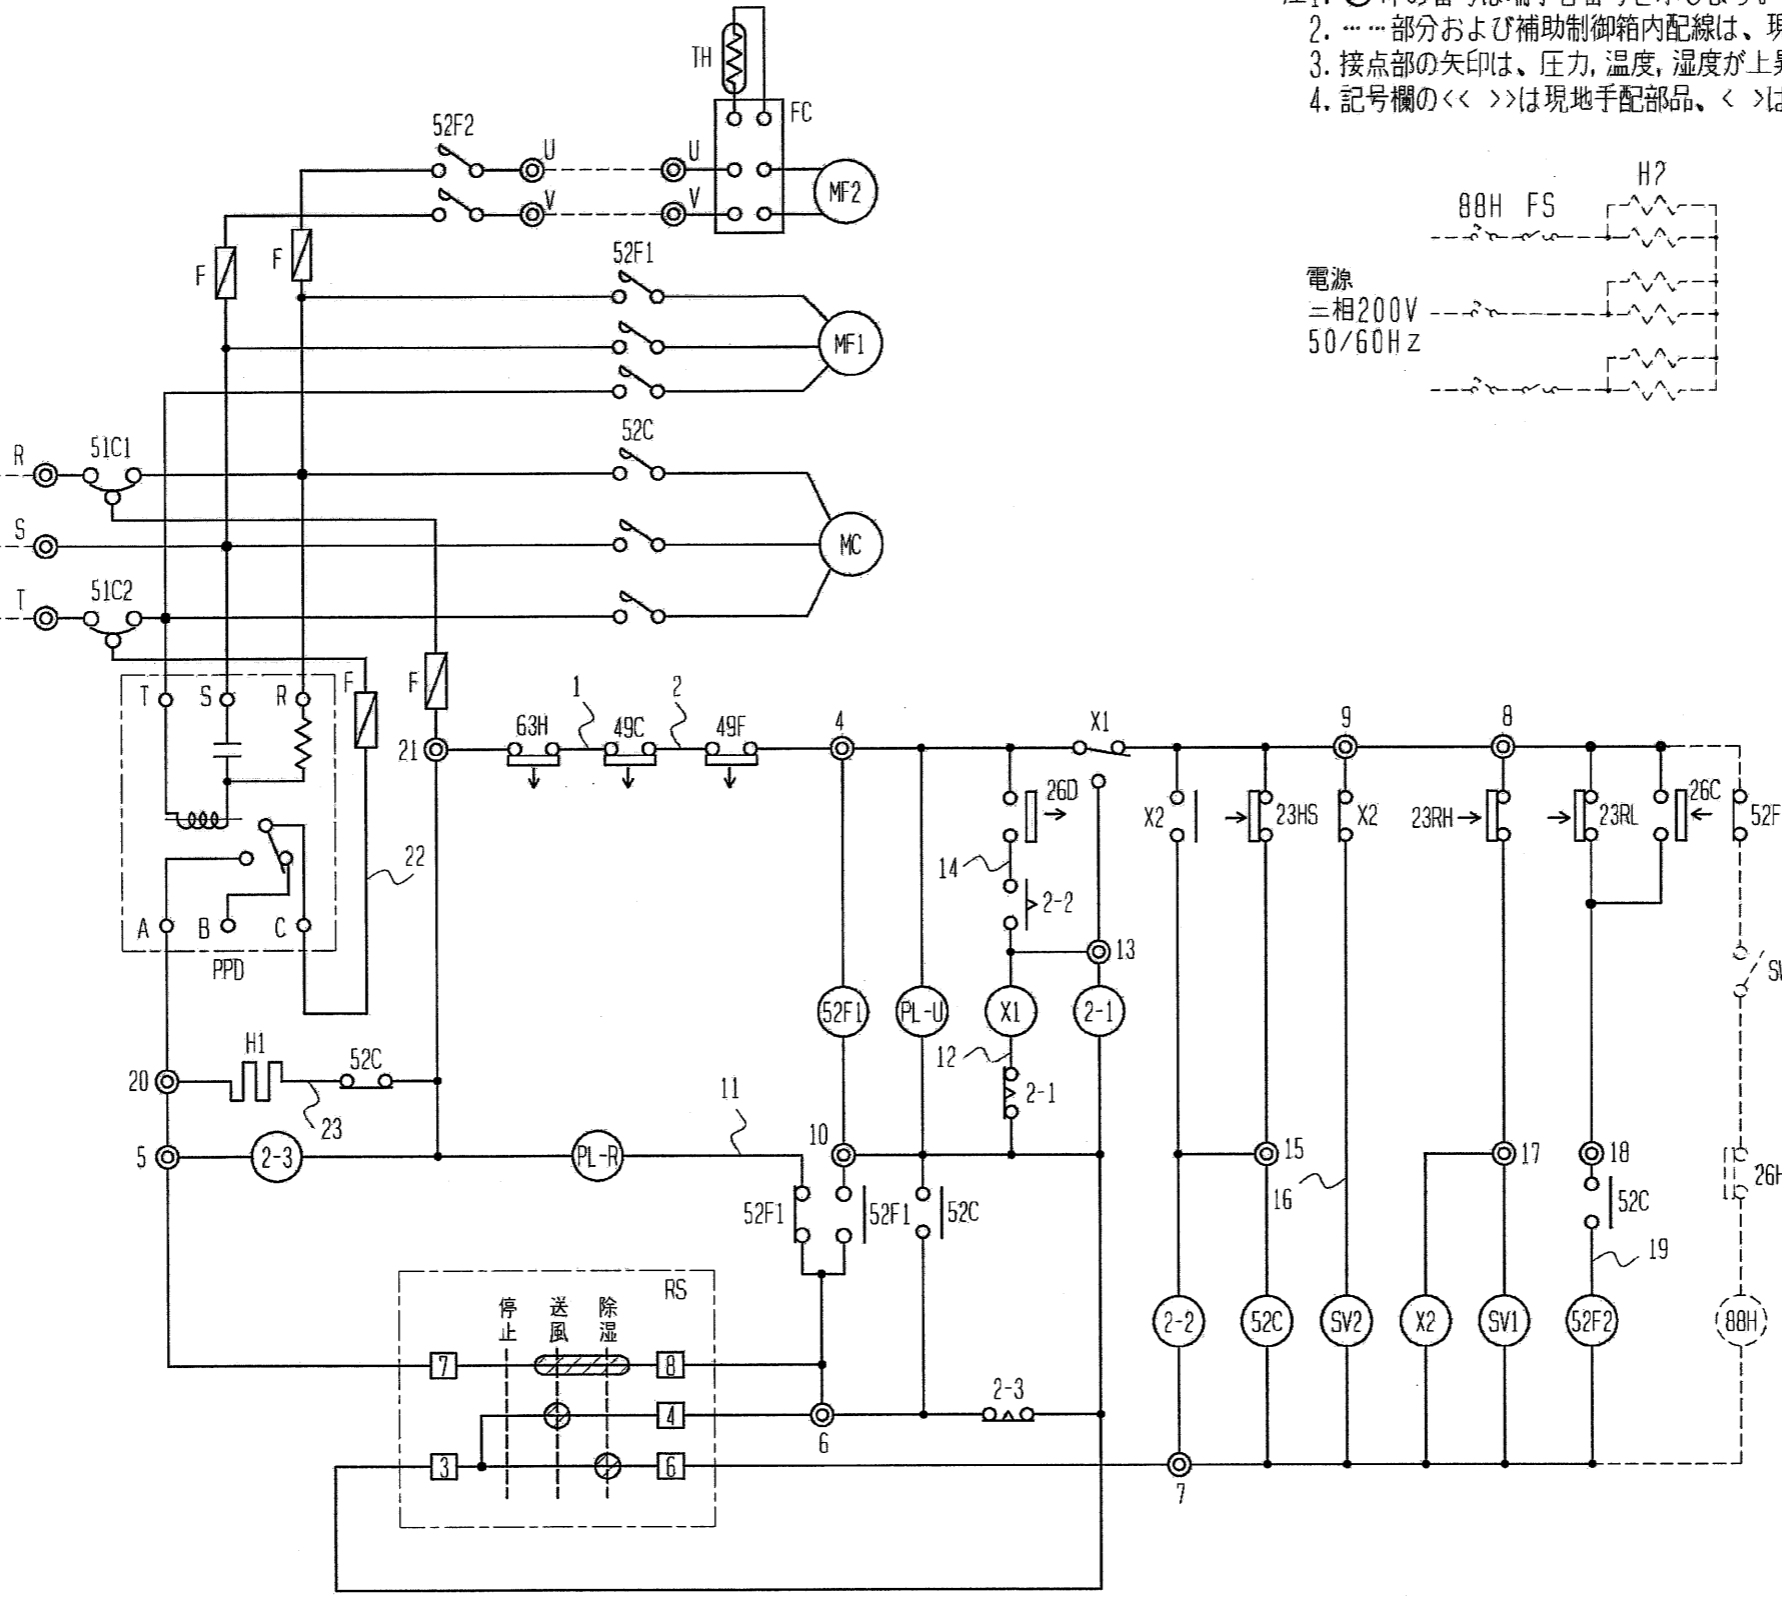 2. ……部分および補助制御箱内配線は、
3. 接点部の矢印は、圧力, 温度, 湿度が上
4. 記号欄の<< >>は現地手配部品、< >は
TH
FC
52F2
U U
MF2
V V
88H FS H2
F F
52F1
電源
三相200V
50/60Hz
MF1
52C
R 51C1
S
MC
T 51C2
T S R F F
21
63H 1 49C 2 49F 4 X1 9 8
26D X2 23HS X2 23RH 23RL 26C
22
14
2-2
A B C
PPD
13
52F1 PL-U X1 2-1
12
2-1
20 H1 52C
23
11
10
5 2-3 PL-R
15 17 18
16
52F1 52F1 52C
52C
19
RS
停止 送風 除湿
2-2 52C SV2 X2 SV1 52F2 88H
7 8
4
6
2-3
3 6
7